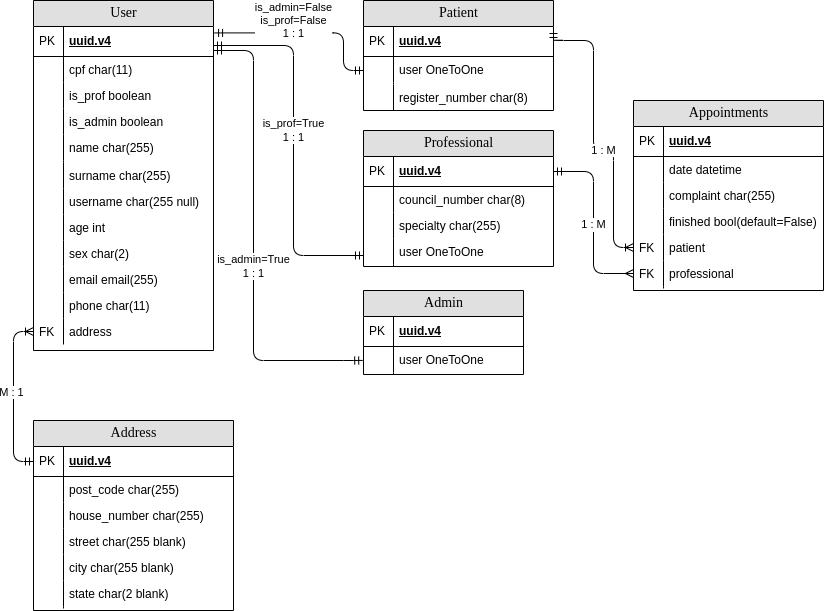 User
PK uuid.v4
cpf char(11)
is_prof boolean
is_admin boolean
name char(255)
surname char(255)
username char(255 null)
age int
sex char(2)
email email(255)
phone char(11)
FK address
is_admin=False
is_prof=False
1 : 1
is_prof=True
1 : 1
is_admin=True
1 : 1
Patient
PK uuid.v4
user OneToOne
register_number char(8)
Professional
PK uuid.v4
council_number char(8)
specialty char(255)
user OneToOne
Admin
PK uuid.v4
user OneToOne
1 : M
1 : M
Appointments
PK uuid.v4
date datetime
complaint char(255)
finished bool(default=False)
FK patient
FK professional
M : 1
Address
PK uuid.v4
post_code char(255)
house_number char(255)
street char(255 blank)
city char(255 blank)
state char(2 blank)